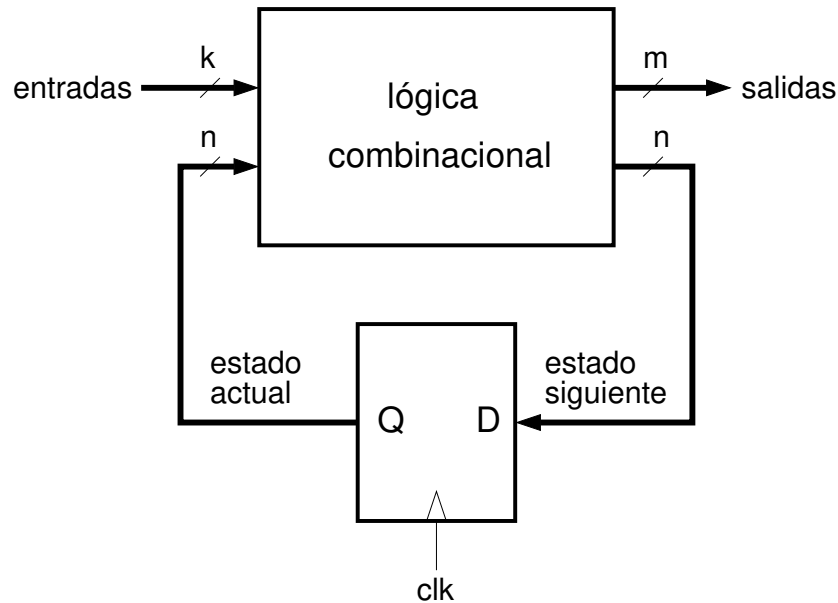 k
entradas
n
lógica
combinacional
m
salidas
n
estado
actual
estado
siguiente
Q
D
clk